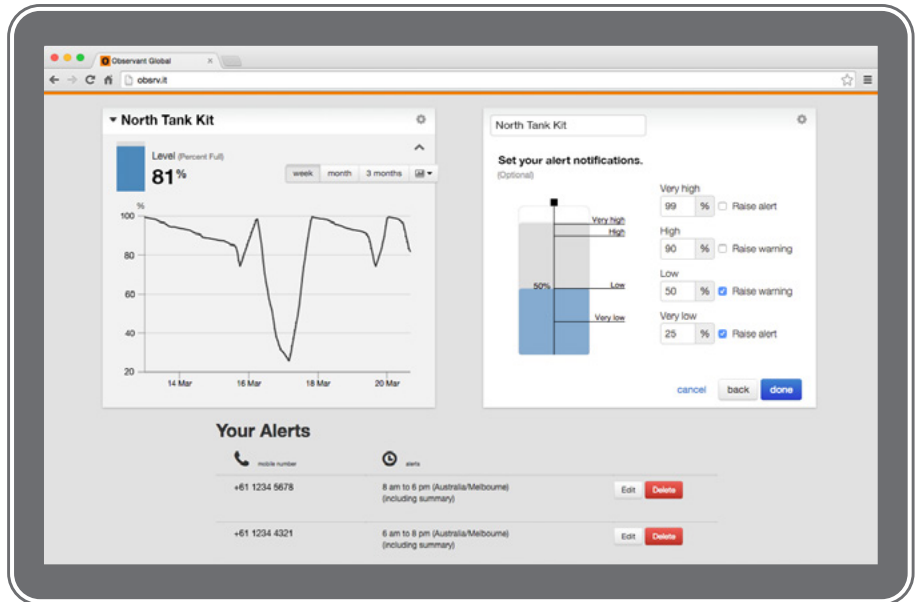 Observant Global
obsrv.it
North Tank Kit
Level (Percent Full)
81%
week month 3 months
%
100
80
60
40
20
14 Mar 16 Mar 18 Mar 20 Mar
North Tank Kit
Set your alert notifications.
(Optional)
Very high
High
50% Low
Very low
Very high
99 % Raise alert
High
90 % Raise warning
Low
50 % Raise warning
Very low
25 % Raise alert
cancel back done
Your Alerts
mobile number alerts
+61 1234 5678 8 am to 6 pm (Australia/Melbourne) Edit Delete
(including summary)
+61 1234 4321 6 am to 8 pm (Australia/Melbourne) Edit Delete
(including summary)